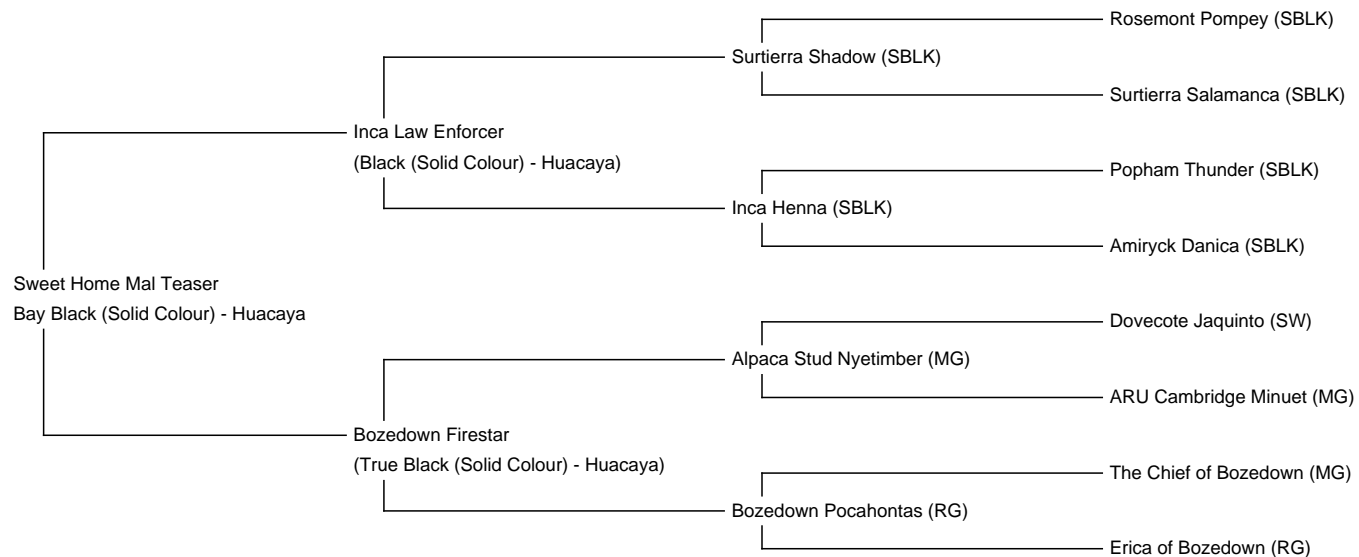 Rosemont Pompey (SBLK)
Surtierra Shadow (SBLK)
Surtierra Salamanca (SBLK)
Inca Law Enforcer
(Black (Solid Colour) - Huacaya)
Popham Thunder (SBLK)
Inca Henna (SBLK)
Amiryck Danica (SBLK)
Sweet Home Mal Teaser
Bay Black (Solid Colour) - Huacaya
Dovecote Jaquinto (SW)
Alpaca Stud Nyetimber (MG)
ARU Cambridge Minuet (MG)
Bozedown Firestar
(True Black (Solid Colour) - Huacaya)
The Chief of Bozedown (MG)
Bozedown Pocahontas (RG)
Erica of Bozedown (RG)